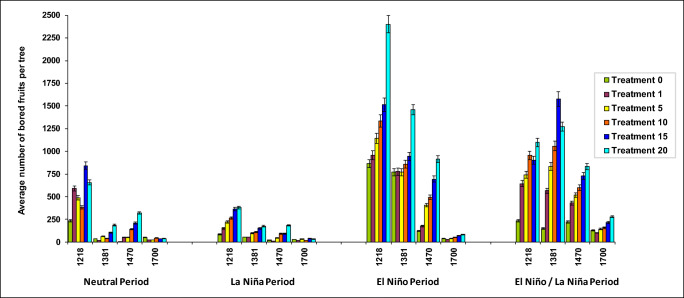 Average number of bored fruits per tree
2500
2250
2000
1750
1500
1250
1000
750
500
250
0
Treatment 0
Treatment 1
Treatment 5
Treatment 10
Treatment 15
Treatment 20
1218 1381 1470 1700 1218 1381 1470 1700 1218 1381 1470 1700 1218 1381 1470 1700
Neutral Period La Niña Period El Niño Period El Niño / La Niña Period